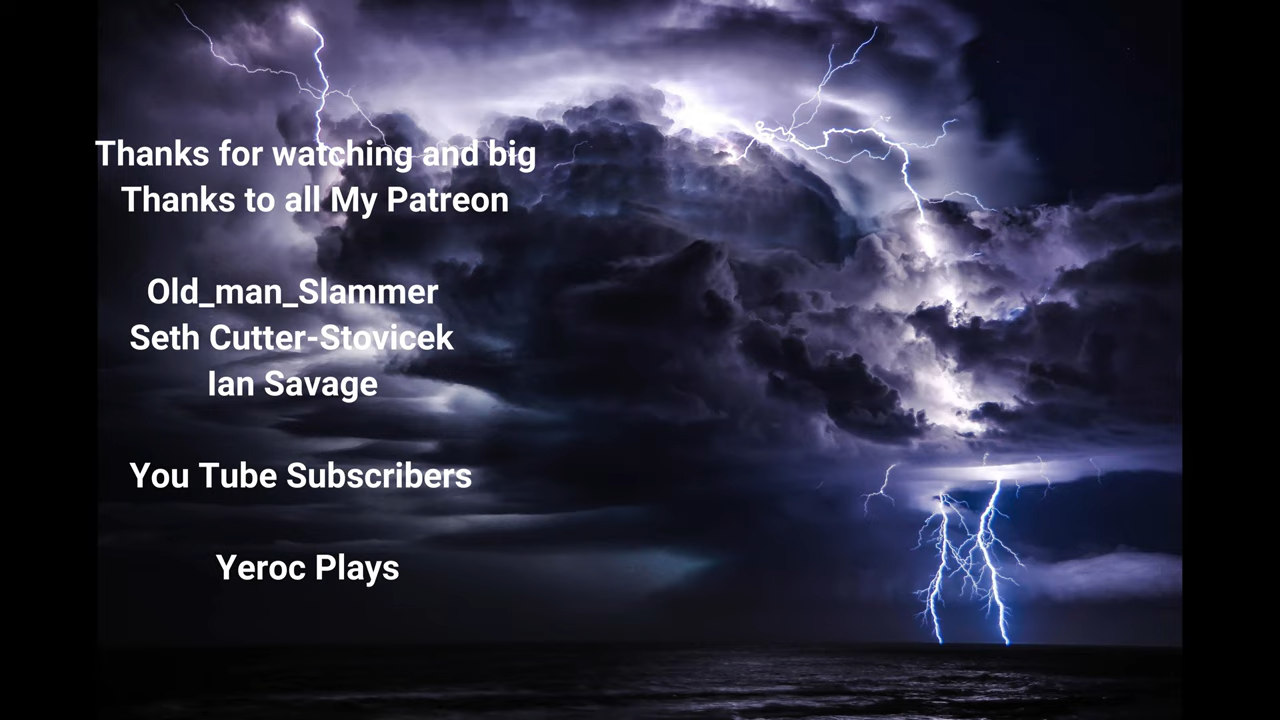 Thanks for watching and big
Thanks to all My Patreon
Old_man_Slammer
Seth Cutter-Stovicek
Ian Savage
You Tube Subscribers
Yeroc Plays